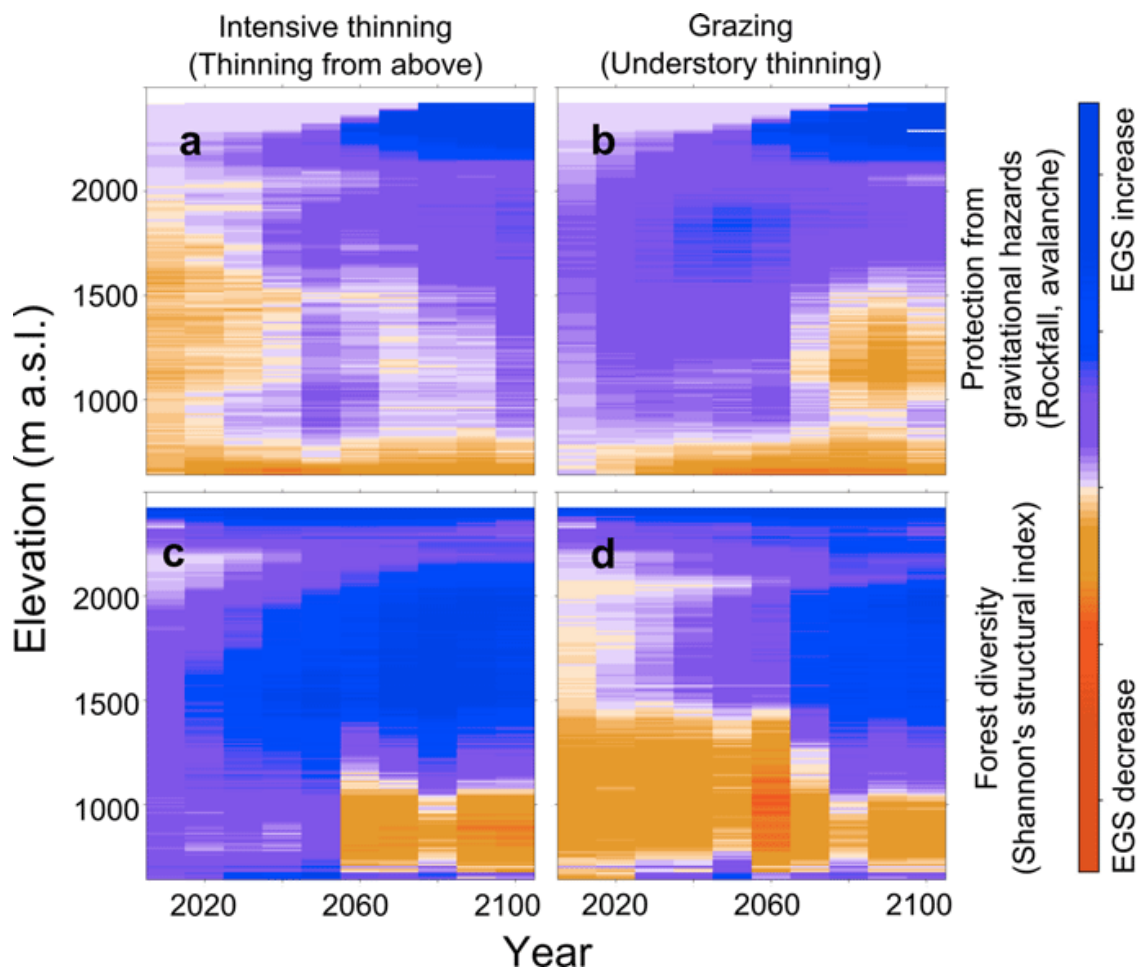 Intensive thinning
(Thinning from above)
Grazing
(Understory thinning)
a
b
c
d
2000
1500
1000
2000
1500
1000
2020
2060
2100
2020
2060
2100
Elevation (m a.s.l.)
Year
Protection from
gravitational hazards
(Rockfall, avalanche)
Forest diversity
(Shannon's structural index)
EGS increase
EGS decrease